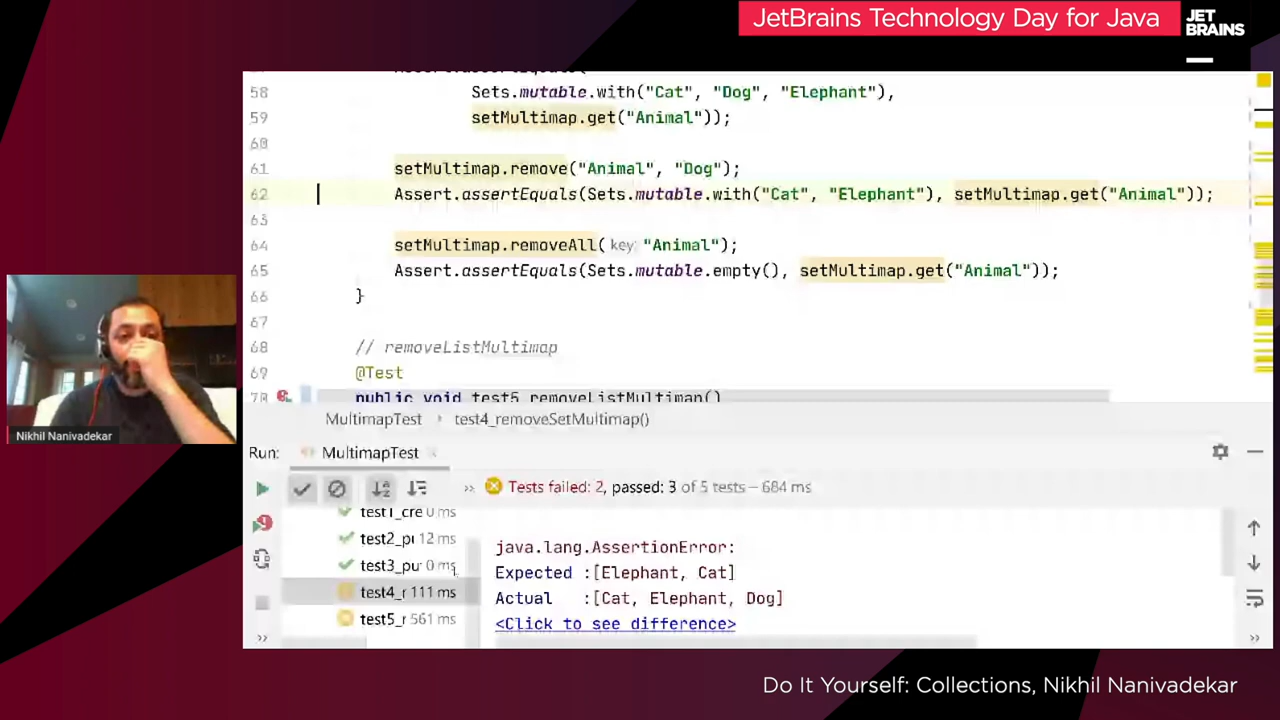 JetBrains Technology Day for Java
JET
BRAINS
58 Sets.mutable.with("Cat", "Dog", "Elephant"),
59 setMultimap.get("Animal"));
60
61 setMultimap.remove("Animal", "Dog");
62 Assert.assertEquals(Sets.mutable.with("Cat", "Elephant"), setMultimap.get("Animal"));
63
64 setMultimap.removeAll( key: "Animal");
65 Assert.assertEquals(Sets.mutable.empty(), setMultimap.get("Animal"));
66 }
67
68 // removeListMultimap
69 @Test
70 public void test5_removeListMultimap()
MultimapTest › test4_removeSetMultimap()
Run: MultimapTest
Tests failed: 2, passed: 3 of 5 tests – 684 ms
test1_cre 0 ms
test2_pu 12 ms
test3_pu 0 ms
test4_r 111 ms
test5_r 561 ms
java.lang.AssertionError:
Expected :[Elephant, Cat]
Actual :[Cat, Elephant, Dog]
<Click to see difference>
Nikhil Nanivadekar
Do It Yourself: Collections, Nikhil Nanivadekar